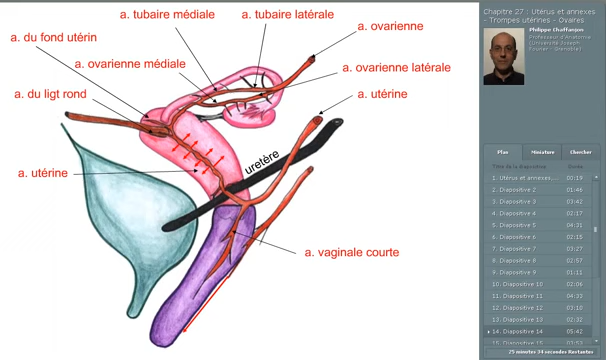 a. tubaire médiale
a. tubaire latérale
a. du fond utérin
a. ovarienne
a. ovarienne médiale
a. ovarienne latérale
a. du ligt rond
a. utérine
uretère
a. utérine
a. vaginale courte
Chapitre 27 : Utérus et annexes
- Trompes utérines - Ovaires
Philippe Chaffanjon
Professeur d'Anatomie
(Université Joseph
Fourier - Grenoble)
Plan
Miniature
Chercher
Titre de la diapositive
Durée
1. Utérus et annexes,... 00:19
2. Diapositive 2 01:46
3. Diapositive 3 03:42
4. Diapositive 4 02:17
5. Diapositive 5 04:31
6. Diapositive 6 02:15
7. Diapositive 7 03:27
8. Diapositive 8 02:57
9. Diapositive 9 01:11
10. Diapositive 10 02:06
11. Diapositive 11 04:33
12. Diapositive 12 03:18
13. Diapositive 13 02:32
14. Diapositive 14 05:42
15. Diapositive 15 03:53
25 minutes 34 secondes Restantes